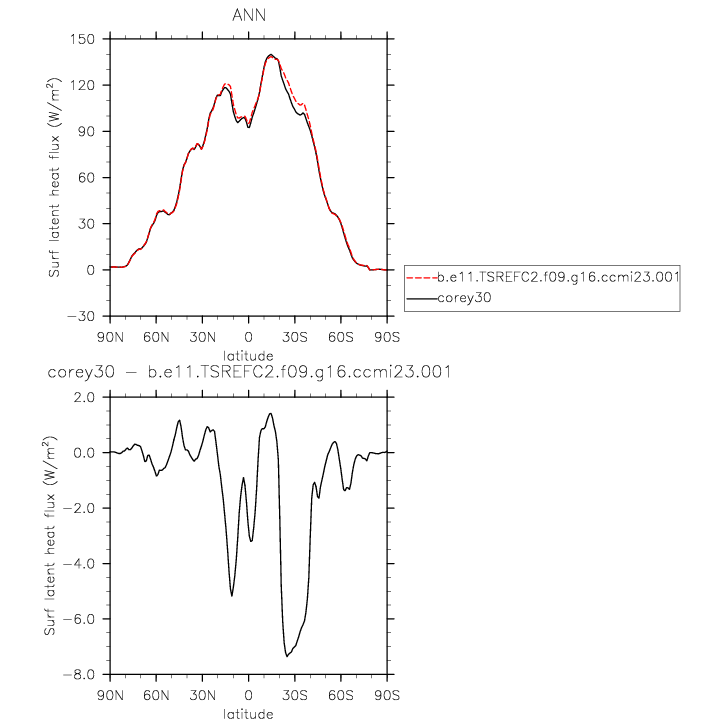 ANN
Surf latent heat flux (W/m²)
150
120
90
60
30
0
−30
90N 60N 30N 0 30S 60S 90S
latitude
b.e11.TSREFC2.f09.g16.ccmi23.001
corey30
corey30 − b.e11.TSREFC2.f09.g16.ccmi23.001
Surf latent heat flux (W/m²)
2.0
0.0
−2.0
−4.0
−6.0
−8.0
90N 60N 30N 0 30S 60S 90S
latitude